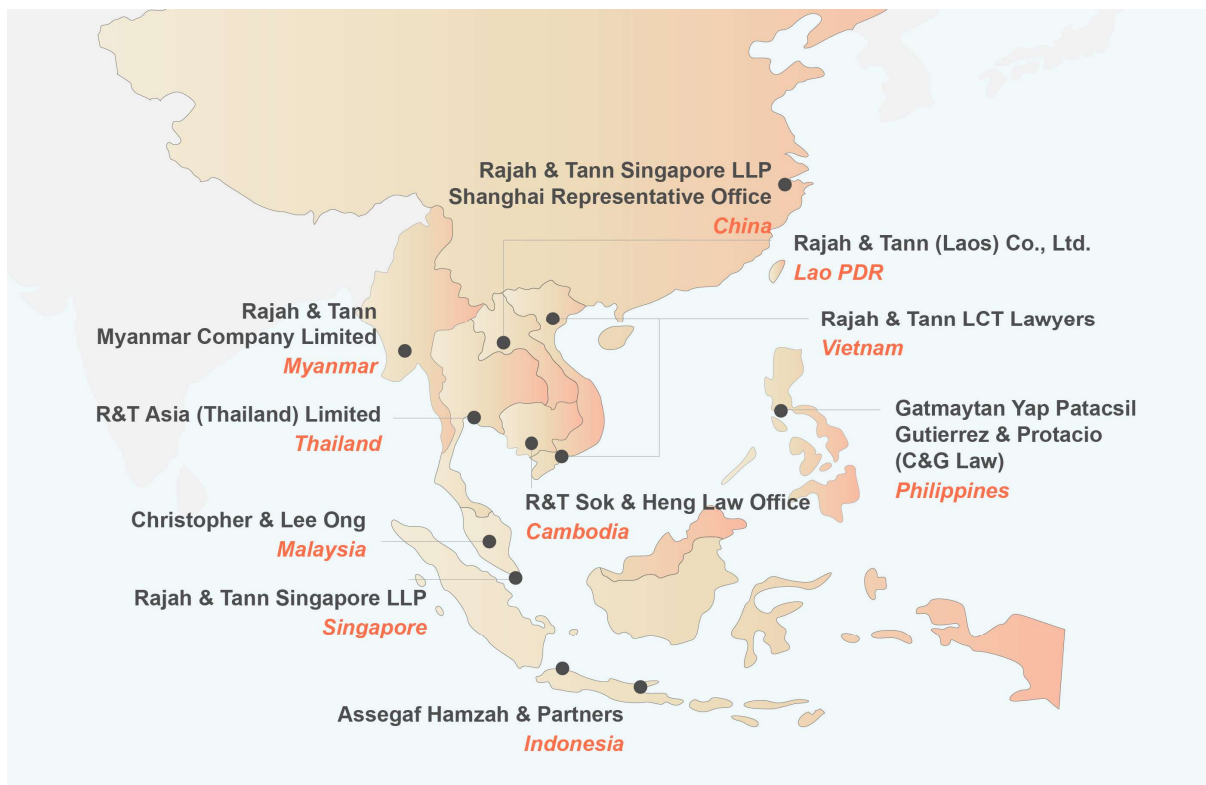 Rajah & Tann Singapore LLP
Shanghai Representative Office
China
Rajah & Tann (Laos) Co., Ltd.
Lao PDR
Rajah & Tann
Myanmar Company Limited
Myanmar
Rajah & Tann LCT Lawyers
Vietnam
R&T Asia (Thailand) Limited
Thailand
Gatmaytan Yap Patacsil
Gutierrez & Protacio
(C&G Law)
Philippines
R&T Sok & Heng Law Office
Cambodia
Christopher & Lee Ong
Malaysia
Rajah & Tann Singapore LLP
Singapore
Assegaf Hamzah & Partners
Indonesia